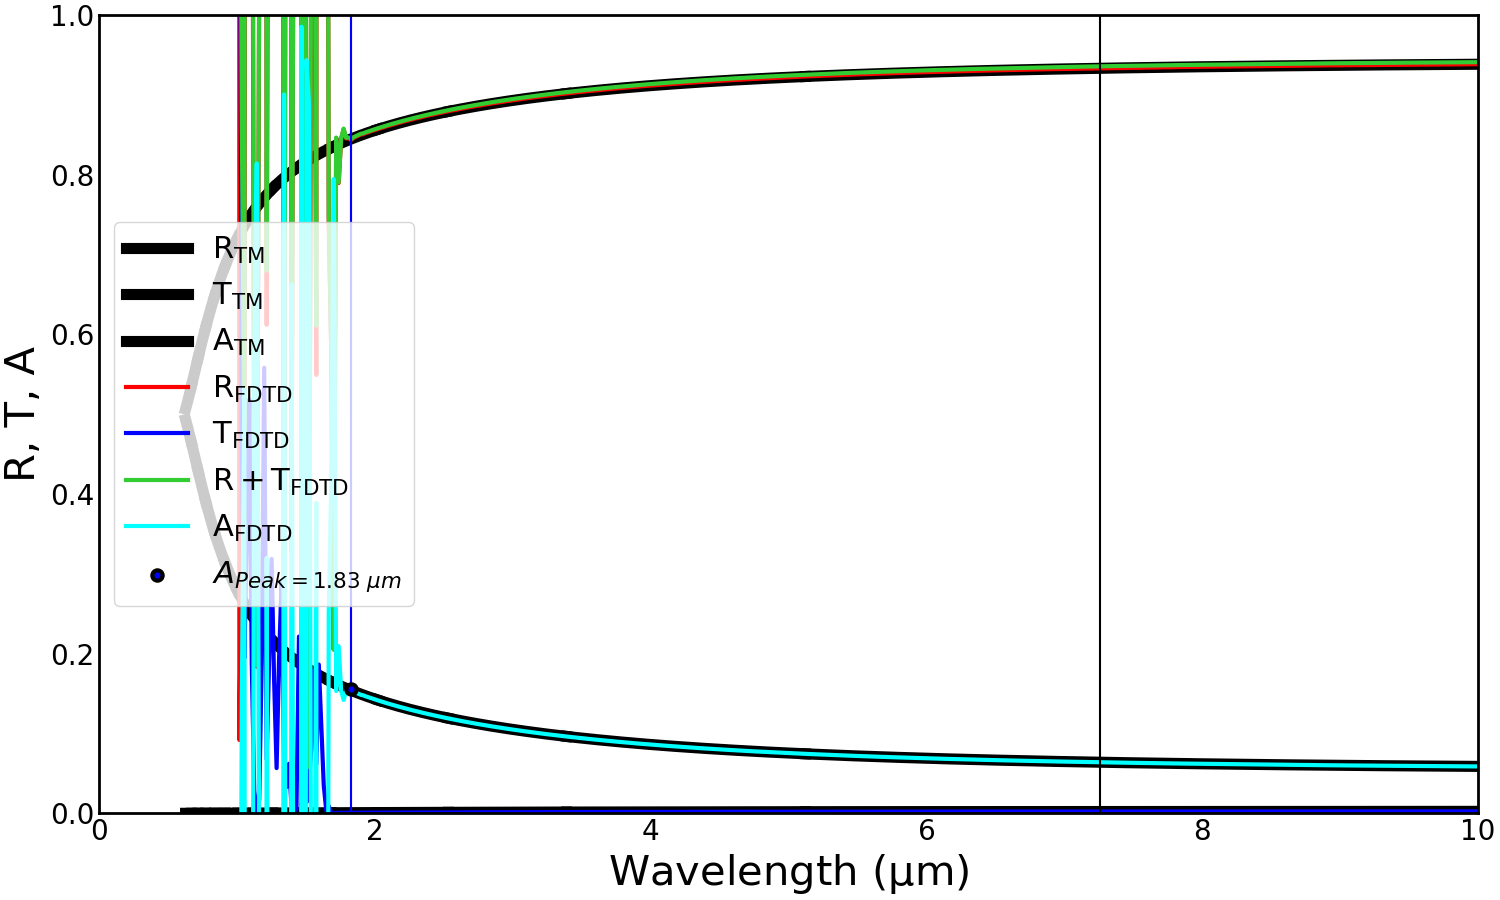 1.0
0.8
0.6
0.4
0.2
0.0
R, T, A
R_TM
T_TM
A_TM
R_FDTD
T_FDTD
R + T_FDTD
A_FDTD
A_Peak = 1.83 μm
0 2 4 6 8 10
Wavelength (μm)